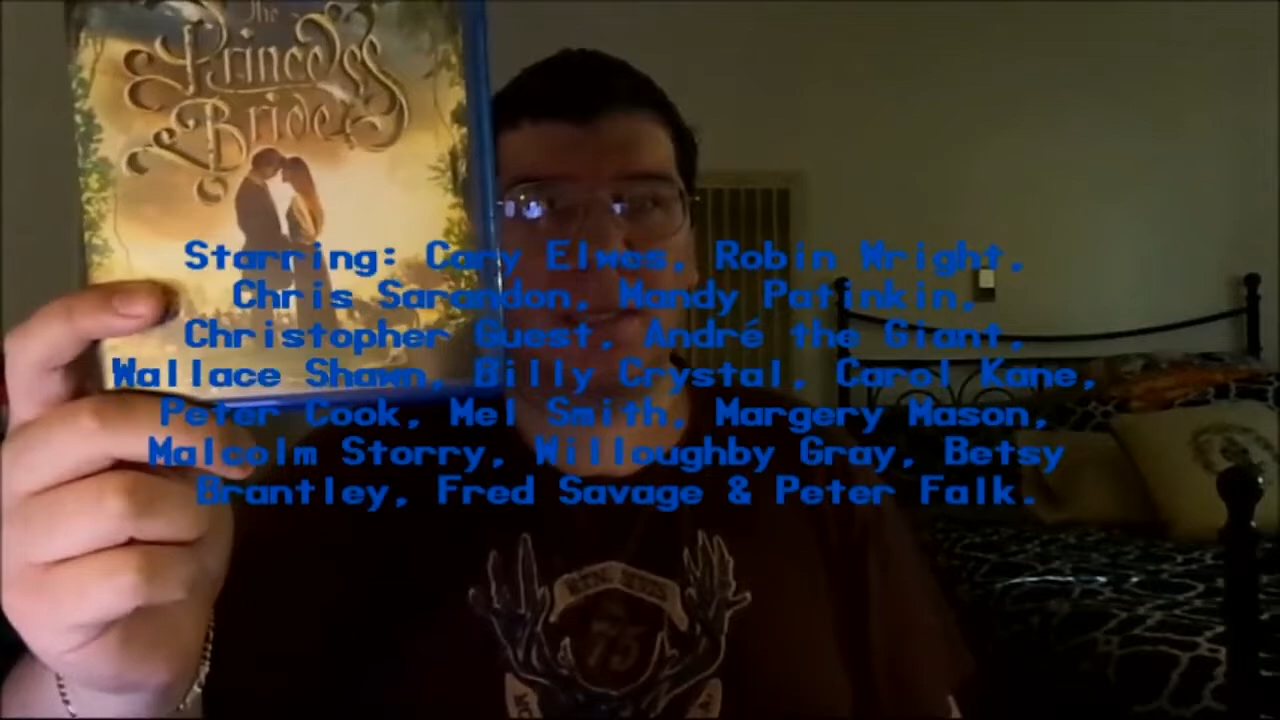 The
Princess
Bride
Starring: Cary Elwes, Robin Wright,
Chris Sarandon, Mandy Patinkin,
Christopher Guest, André the Giant,
Wallace Shawn, Billy Crystal, Carol Kane,
Peter Cook, Mel Smith, Margery Mason,
Malcolm Storry, Willoughby Gray, Betsy
Brantley, Fred Savage & Peter Falk.
75